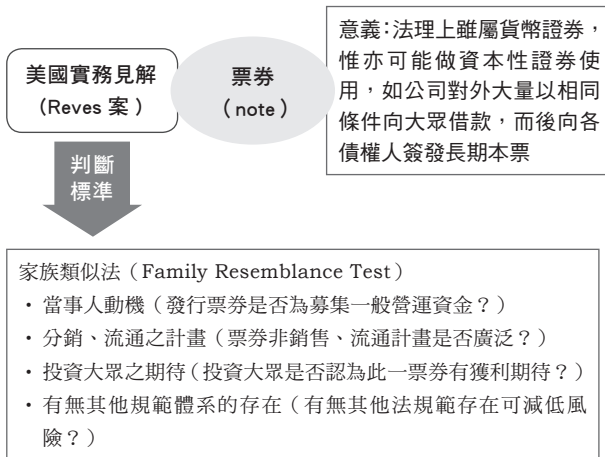 美國實務見解
(Reves 案)
票券
(note)
意義：法理上雖屬貨幣證券，
惟亦可能做資本性證券使
用，如公司對外大量以相同
條件向大眾借款，而後向各
債權人簽發長期本票
判斷
標準
家族類似法（Family Resemblance Test）
・當事人動機（發行票券是否為募集一般營運資金？）
・分銷、流通之計畫（票券非銷售、流通計畫是否廣泛？）
・投資大眾之期待（投資大眾是否認為此一票券有獲利期待？）
・有無其他規範體系的存在（有無其他法規範存在可減低風
險？）